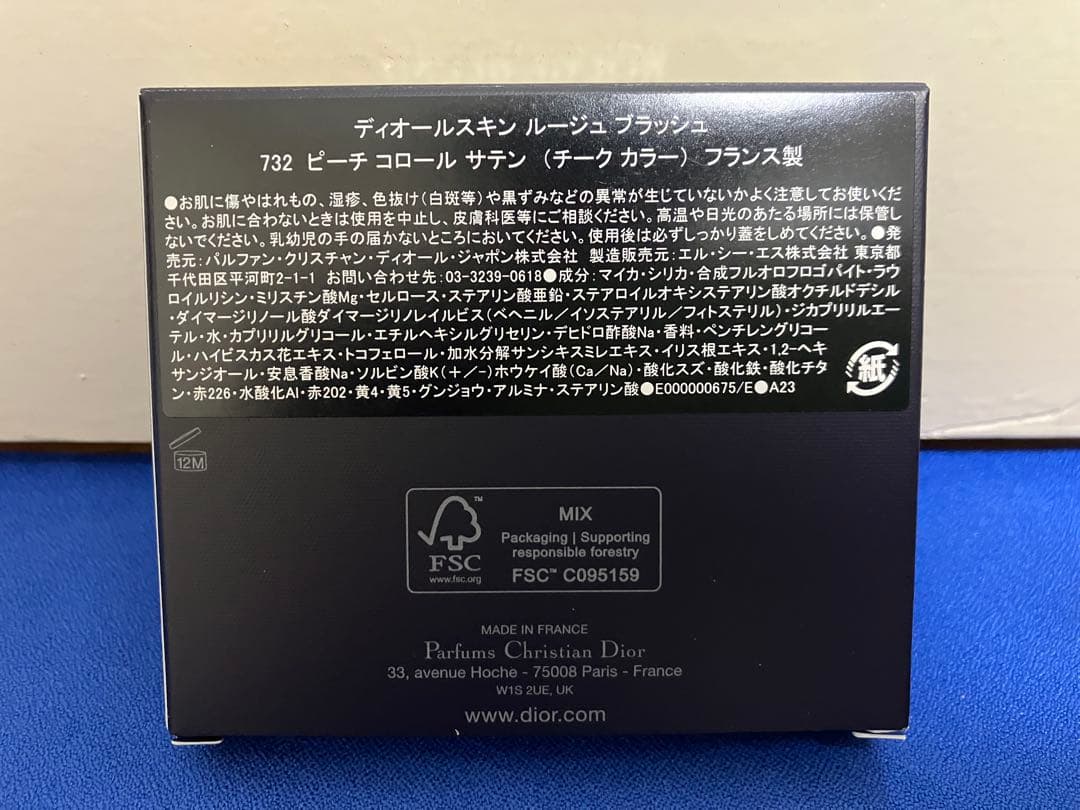 ディオールスキン ルージュ ブラッシュ
732 ピーチ コロール サテン （チーク カラー） フランス製
●お肌に傷やはれもの、湿疹、色抜け(白斑等)や黒ずみなどの異常が生じていないかよく注意してお使いくだ
さい。お肌に合わないときは使用を中止し、皮膚科医等にご相談ください。高温や日光のあたる場所には保管し
ないでください。乳幼児の手の届かないところにおいてください。使用後は必ずしっかり蓋をしめてください。●発
売元：パルファン・クリスチャン・ディオール・ジャポン株式会社 製造販売元：エル・シー・エス株式会社 東京都
千代田区平河町2-1-1 お問い合わせ先：03-3239-0618●成分：マイカ・シリカ・合成フルオロフロゴパイト・ラウ
ロイルリシン・ミリスチン酸Mg・セルロース・ステアリン酸亜鉛・ステアロイルオキシステアリン酸オクチルドデシル
・ダイマージリノール酸ダイマージリノレイルビス(ベヘニル／イソステアリル／フィトステリル)・ジカプリリルエー
テル・水・カプリリルグリコール・エチルヘキシルグリセリン・デヒドロ酢酸Na・香料・ペンチレングリコー
ル・ハイビスカス花エキス・トコフェロール・加水分解サンシキスミレエキス・イリス根エキス・1,2-ヘキ
サンジオール・安息香酸Na・ソルビン酸K(＋/－)ホウケイ酸(Ca/Na)・酸化スズ・酸化鉄・酸化チタ
ン・赤226・水酸化Al・赤202・黄4・黄5・グンジョウ・アルミナ・ステアリン酸●E000000675/E●A23
紙
12M
FSC
www.fsc.org
MIX
Packaging | Supporting
responsible forestry
FSC™ C095159
MADE IN FRANCE
Parfums Christian Dior
33, avenue Hoche - 75008 Paris - France
W1S 2UE, UK
www.dior.com